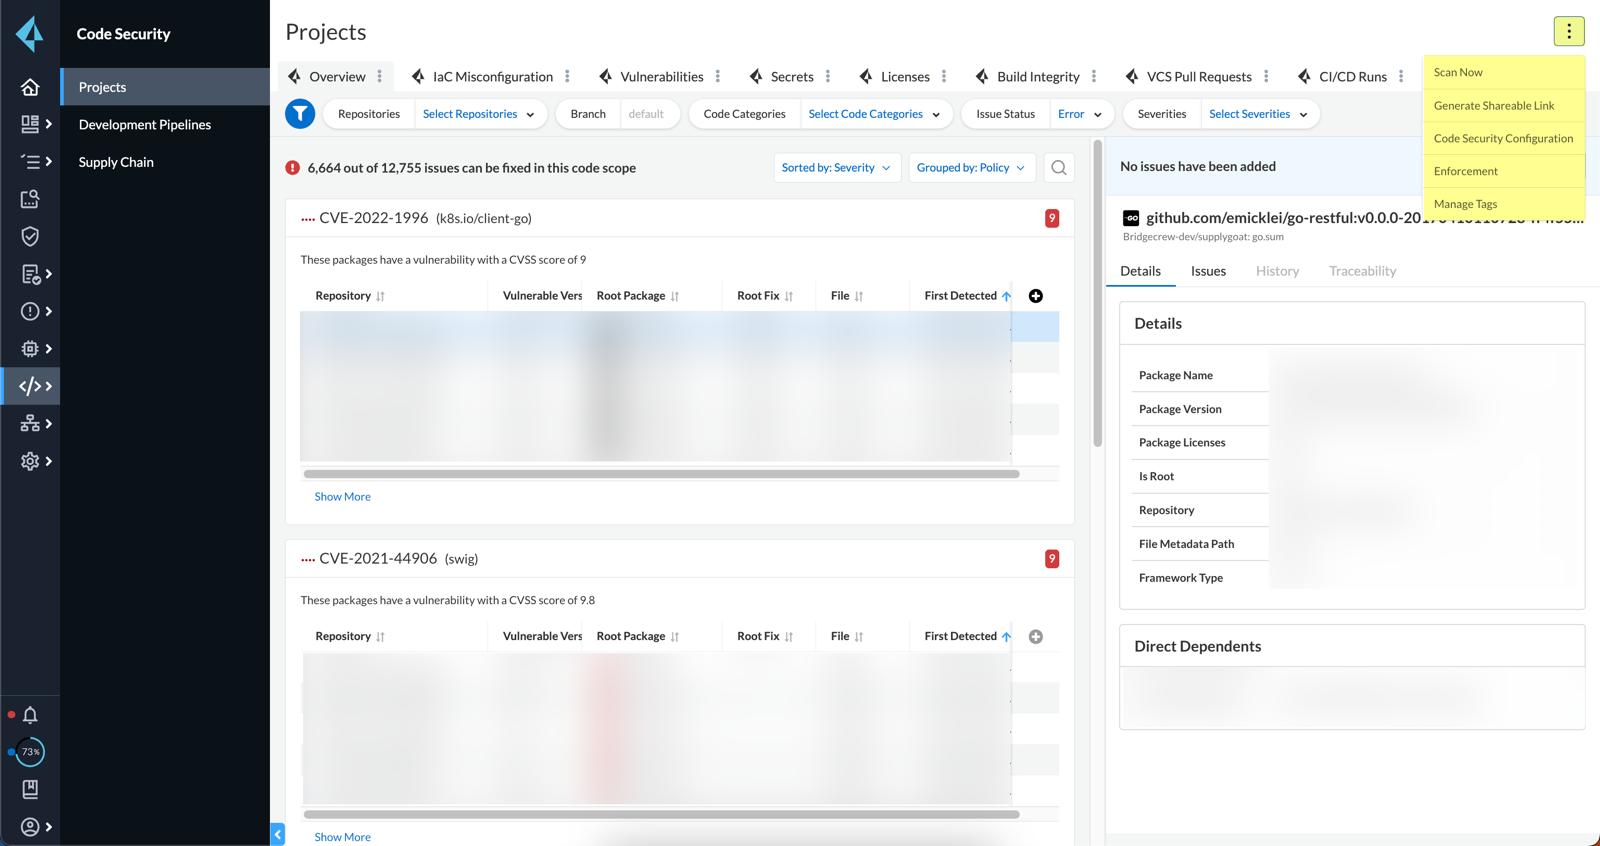 Code Security
Projects
Development Pipelines
Supply Chain
73%
Projects
Overview
IaC Misconfiguration
Vulnerabilities
Secrets
Licenses
Build Integrity
VCS Pull Requests
CI/CD Runs
Scan Now
Generate Shareable Link
Code Security Configuration
Enforcement
Manage Tags
Repositories Select Repositories
Branch default
Code Categories Select Code Categories
Issue Status Error
Severities Select Severities
6,664 out of 12,755 issues can be fixed in this code scope
Sorted by: Severity
Grouped by: Policy
CVE-2022-1996 (k8s.io/client-go)
9
These packages have a vulnerability with a CVSS score of 9
Repository Vulnerable Vers Root Package Root Fix File First Detected
Show More
CVE-2021-44906 (swig)
9
These packages have a vulnerability with a CVSS score of 9.8
Repository Vulnerable Vers Root Package Root Fix File First Detected
Show More
No issues have been added
GO
github.com/emicklei/go-restful:v0.0.0-
Bridgecrew-dev/supplygoat: go.sum
Details Issues History Traceability
Details
Package Name
Package Version
Package Licenses
Is Root
Repository
File Metadata Path
Framework Type
Direct Dependents